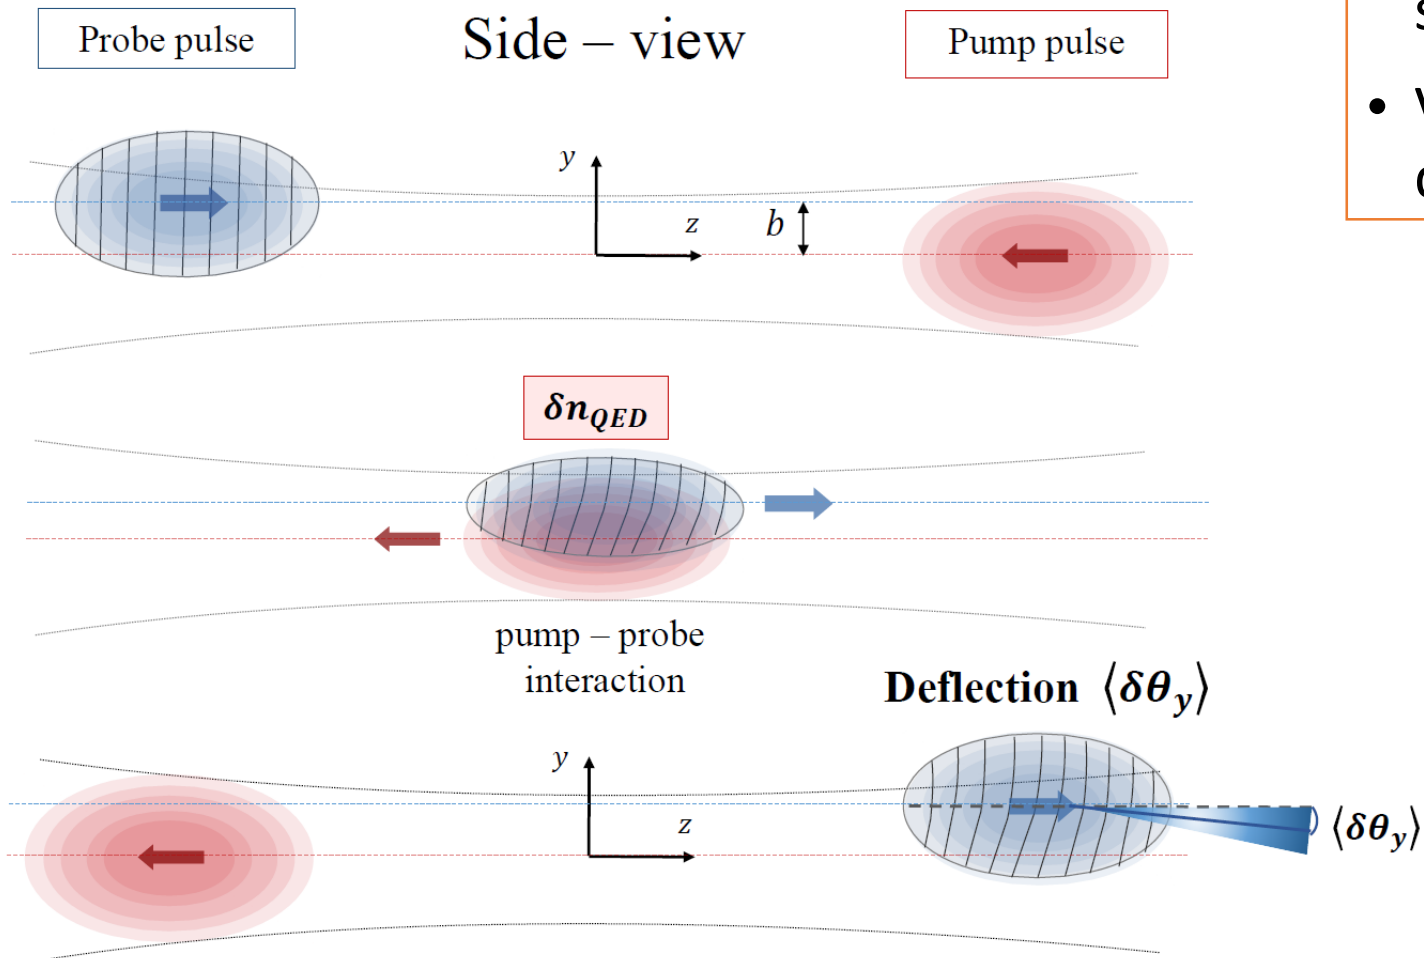 Probe pulse
Side – view
Pump pulse
y
z
b
δn_QED
pump – probe
interaction
Deflection ⟨δθ_y⟩
y
z
⟨δθ_y⟩